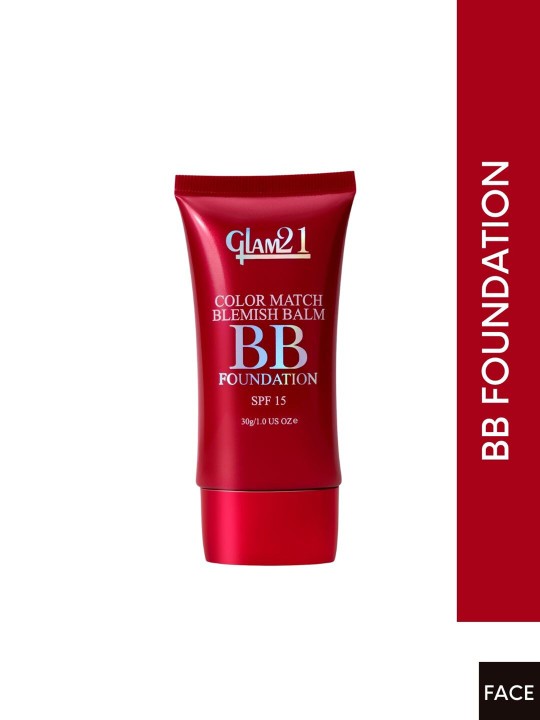 Glam21
COLOR MATCH
BLEMISH BALM
BB
FOUNDATION
SPF 15
30g/1.0 US OZ℮
BB FOUNDATION
FACE